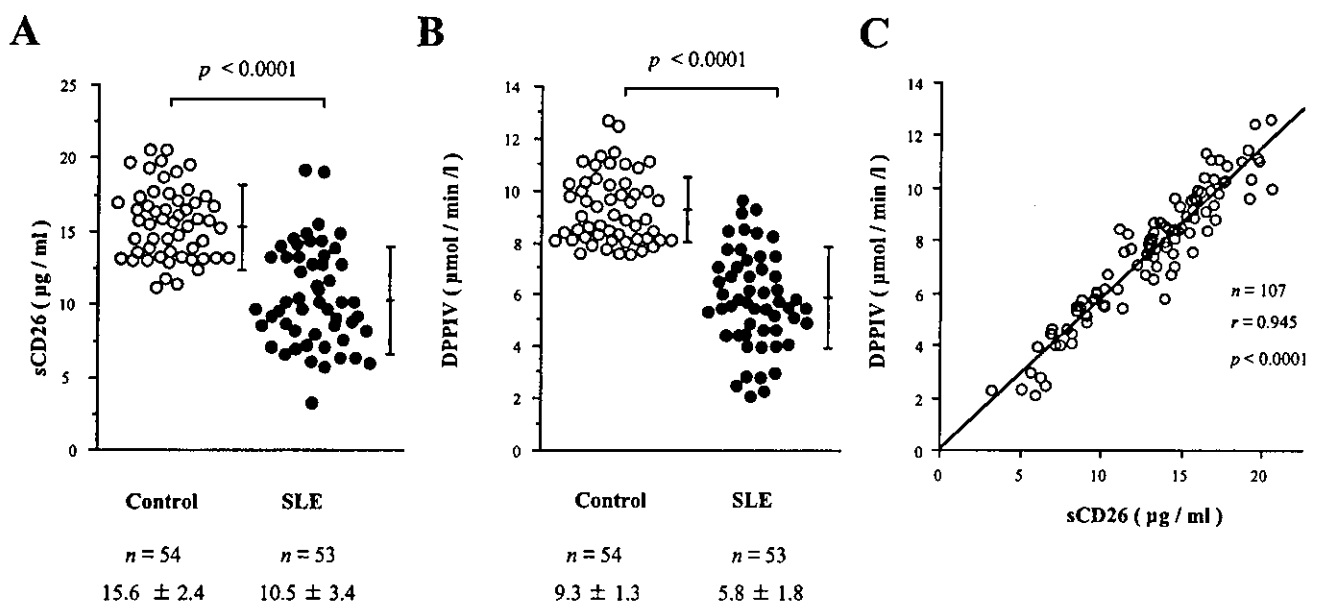 A
p < 0.0001
sCD26 ( µg / ml )
25
20
15
10
5
0
Control SLE
n = 54 n = 53
15.6 ± 2.4 10.5 ± 3.4
B
p < 0.0001
DPPIV ( µmol / min /l )
14
12
10
8
6
4
2
0
Control SLE
n = 54 n = 53
9.3 ± 1.3 5.8 ± 1.8
C
DPPIV ( µmol / min /l )
14
12
10
8
6
4
2
0
n = 107
r = 0.945
p < 0.0001
0 5 10 15 20
sCD26 ( µg / ml )